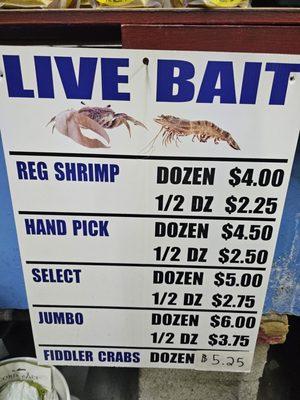 LIVE BAIT
REG SHRIMP DOZEN $4.00
1/2 DZ $2.25
HAND PICK DOZEN $4.50
1/2 DZ $2.50
SELECT DOZEN $5.00
1/2 DZ $2.75
JUMBO DOZEN $6.00
1/2 DZ $3.75
FIDDLER CRABS DOZEN $5.25